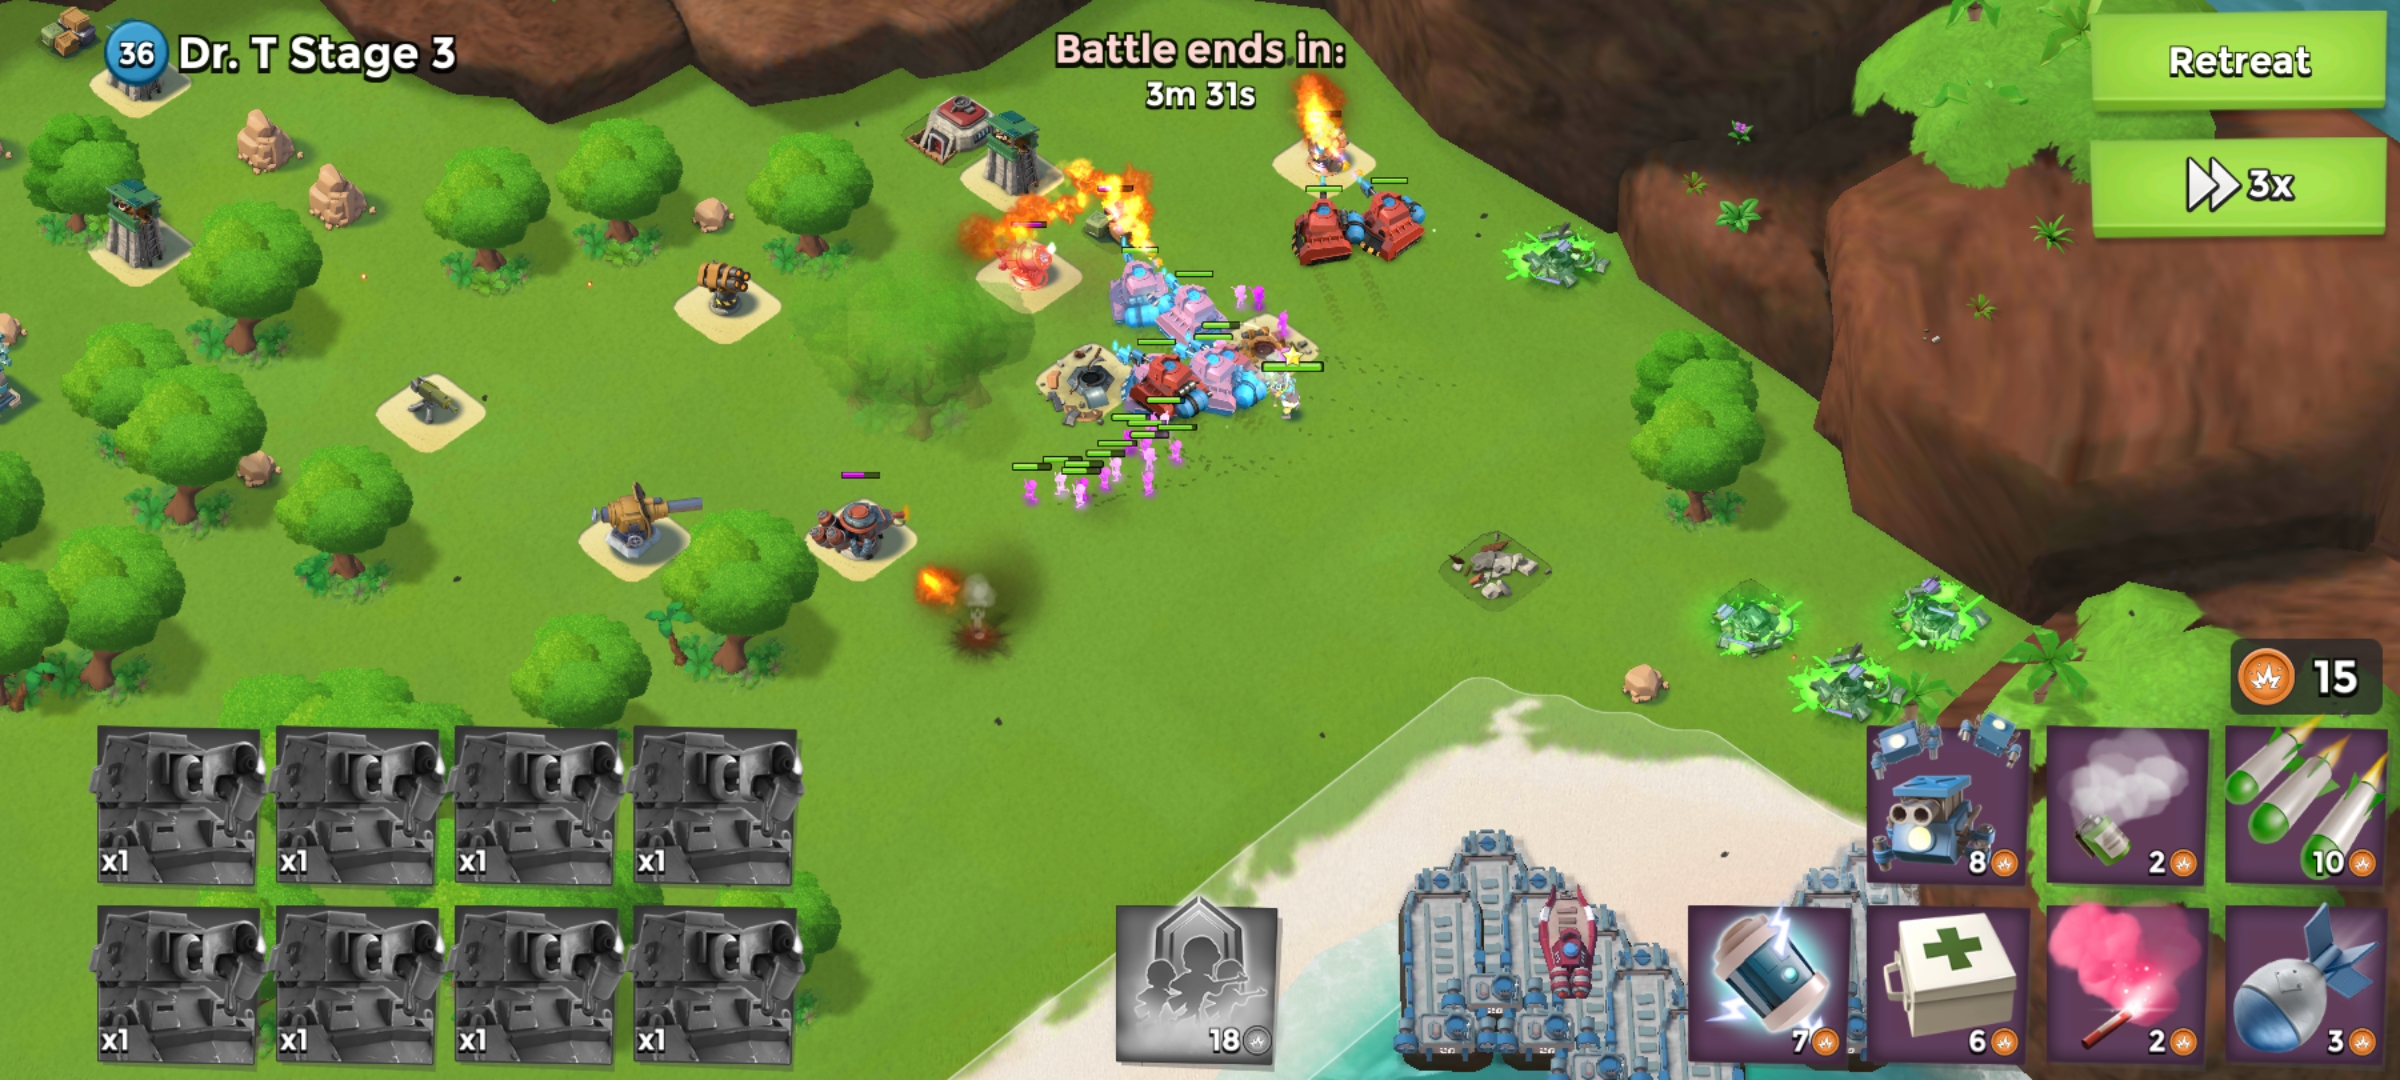 36 Dr. T Stage 3
Battle ends in:
3m 31s
Retreat
3x
15
x1 x1 x1 x1
8 2 10
x1 x1 x1 x1
18 7 6 2 3